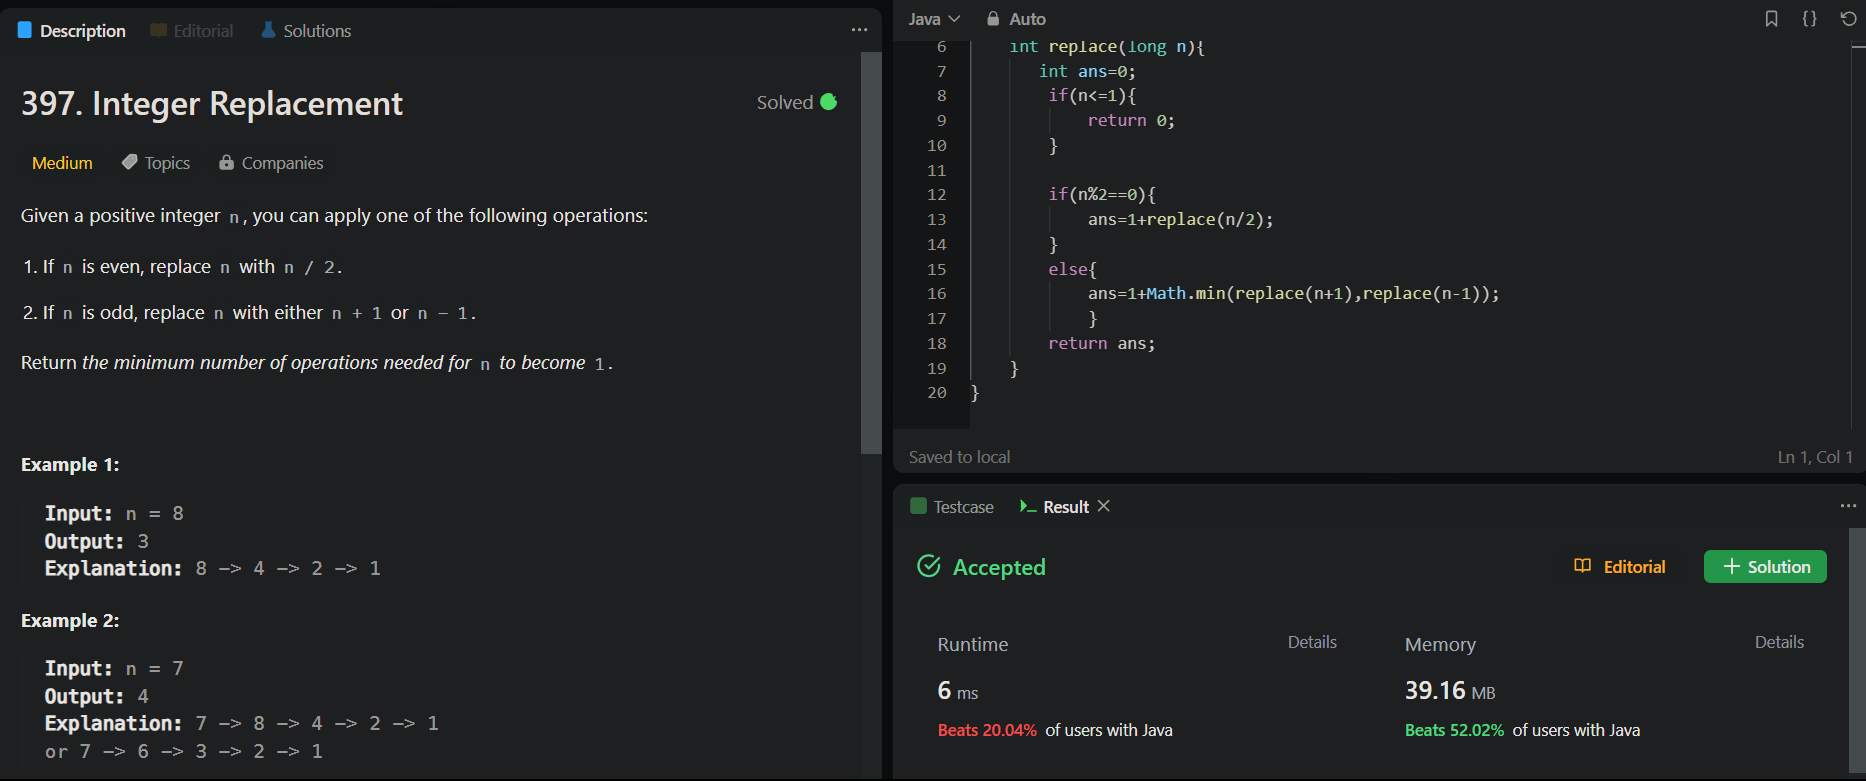 Description Editorial Solutions
397. Integer Replacement
Solved
Medium Topics Companies
Given a positive integer n, you can apply one of the following operations:
1. If n is even, replace n with n / 2.
2. If n is odd, replace n with either n + 1 or n - 1.
Return the minimum number of operations needed for n to become 1.
Example 1:
Input: n = 8
Output: 3
Explanation: 8 -> 4 -> 2 -> 1
Example 2:
Input: n = 7
Output: 4
Explanation: 7 -> 8 -> 4 -> 2 -> 1
or 7 -> 6 -> 3 -> 2 -> 1
Java Auto
6 int replace(long n){
7 int ans=0;
8 if(n<=1){
9 return 0;
10 }
11
12 if(n%2==0){
13 ans=1+replace(n/2);
14 }
15 else{
16 ans=1+Math.min(replace(n+1),replace(n-1));
17 }
18 return ans;
19 }
20 }
Saved to local Ln 1, Col 1
Testcase Result
Accepted Editorial + Solution
Runtime Details Memory Details
6 ms 39.16 MB
Beats 20.04% of users with Java Beats 52.02% of users with Java